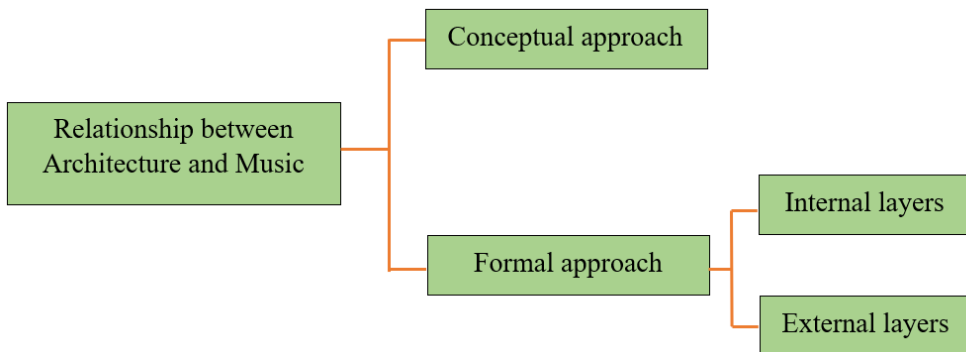 Conceptual approach
Relationship between
Architecture and Music
Internal layers
Formal approach
External layers